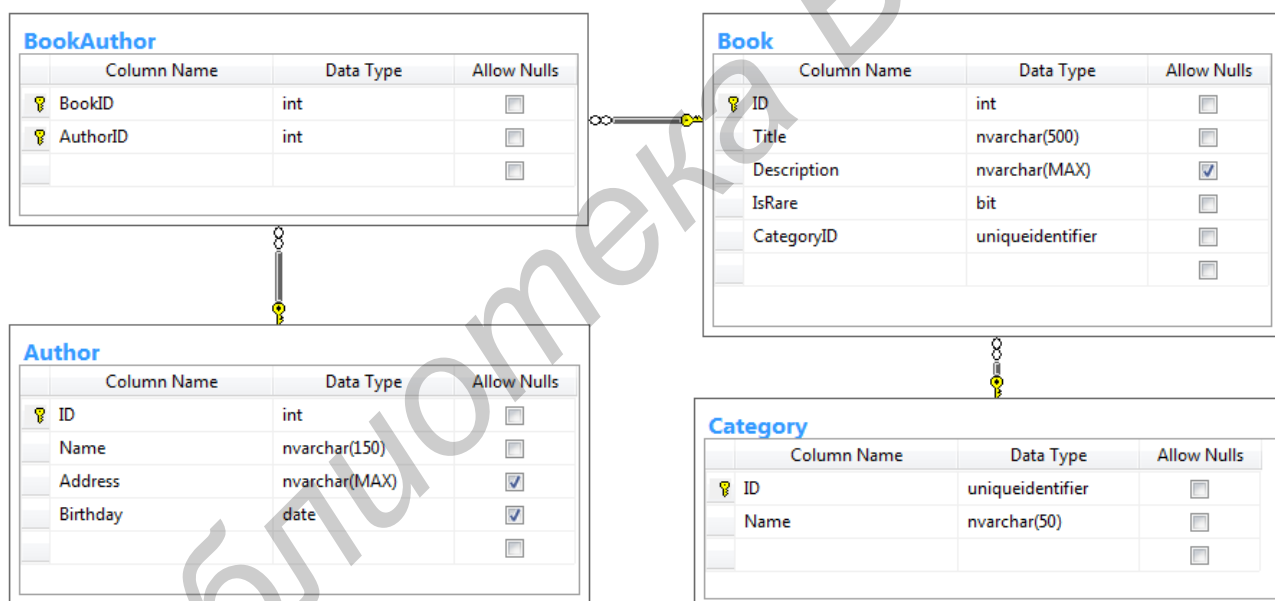 BookAuthor
Column Name Data Type Allow Nulls
BookID int
AuthorID int
Book
Column Name Data Type Allow Nulls
ID int
Title nvarchar(500)
Description nvarchar(MAX)
IsRare bit
CategoryID uniqueidentifier
Author
Column Name Data Type Allow Nulls
ID int
Name nvarchar(150)
Address nvarchar(MAX)
Birthday date
Category
Column Name Data Type Allow Nulls
ID uniqueidentifier
Name nvarchar(50)
блиотека